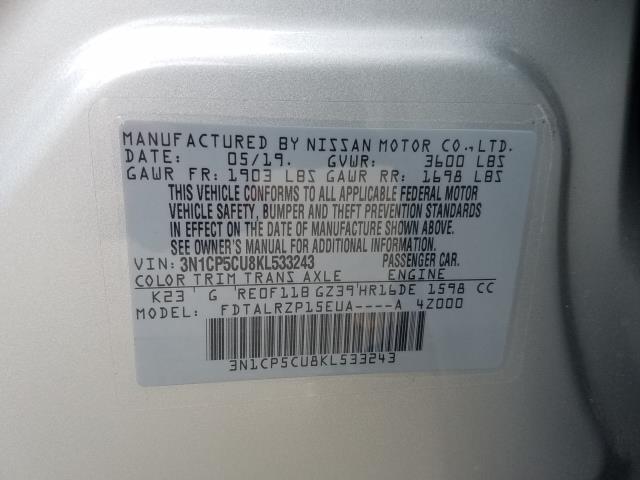 MANUFACTURED BY NISSAN MOTOR CO., LTD.
DATE: 05/19. GVWR: 3600 LBS
GAWR FR: 1903 LBS GAWR RR: 1698 LBS
THIS VEHICLE CONFORMS TO ALL APPLICABLE FEDERAL MOTOR
VEHICLE SAFETY, BUMPER AND THEFT PREVENTION STANDARDS
IN EFFECT ON THE DATE OF MANUFACTURE SHOWN ABOVE.
SEE OWNER'S MANUAL FOR ADDITIONAL INFORMATION.
VIN: 3N1CP5CU8KL533243 PASSENGER CAR.
COLOR TRIM TRANS AXLE ENGINE
K23 G RE0F11B GZ39 HR16DE 1598 CC
MODEL: FDTALRZP15EUA----A 4Z000
3N1CP5CU8KL533243